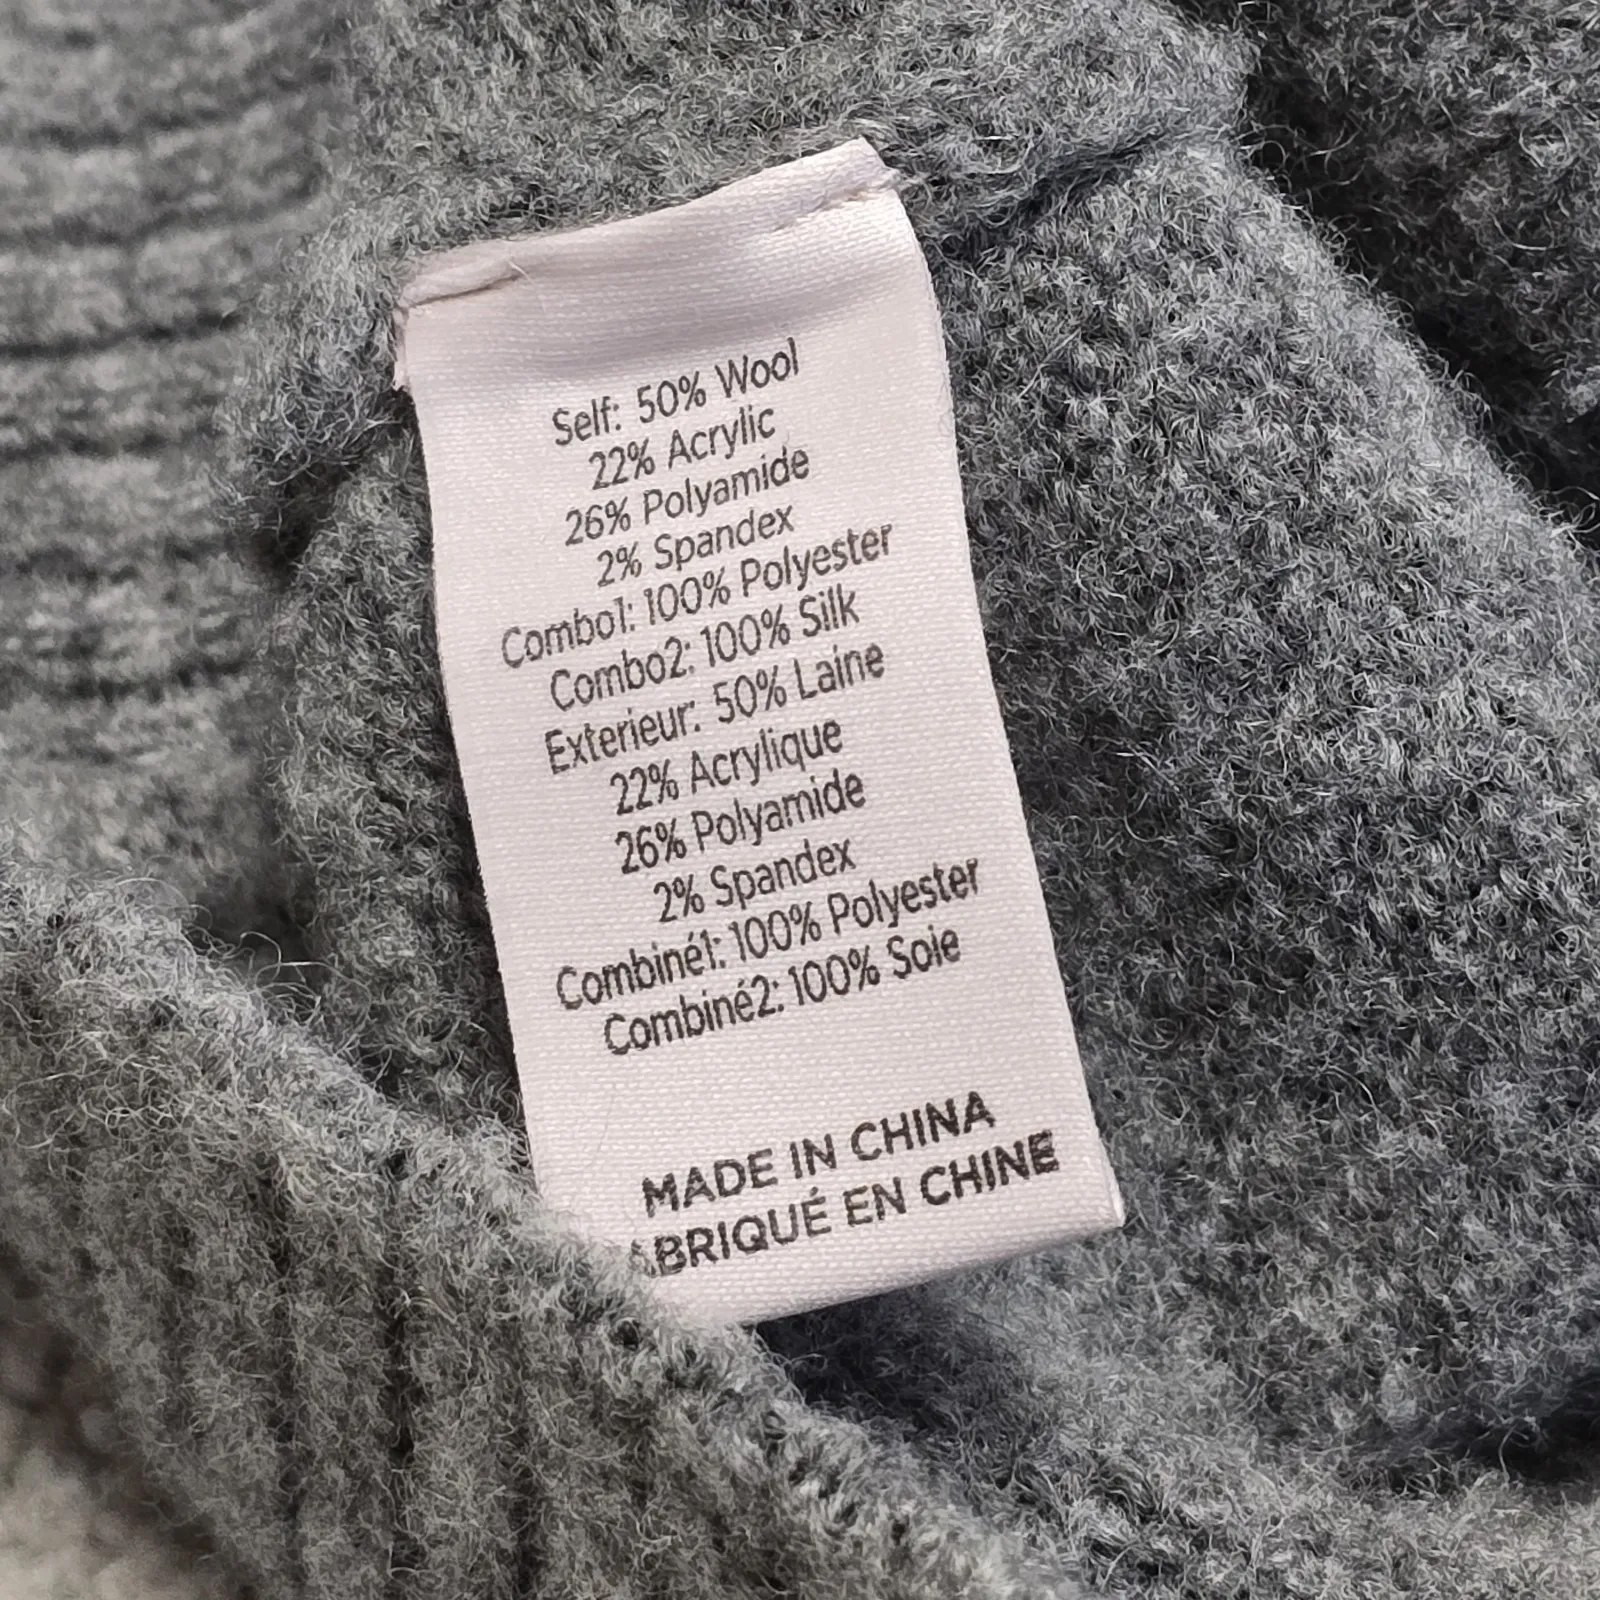 Self: 50% Wool
22% Acrylic
26% Polyamide
2% Spandex
Combo1: 100% Polyester
Combo2: 100% Silk
Exterieur: 50% Laine
22% Acrylique
26% Polyamide
2% Spandex
Combiné1: 100% Polyester
Combiné2: 100% Soie
MADE IN CHINA
ABRIQUÉ EN CHINE